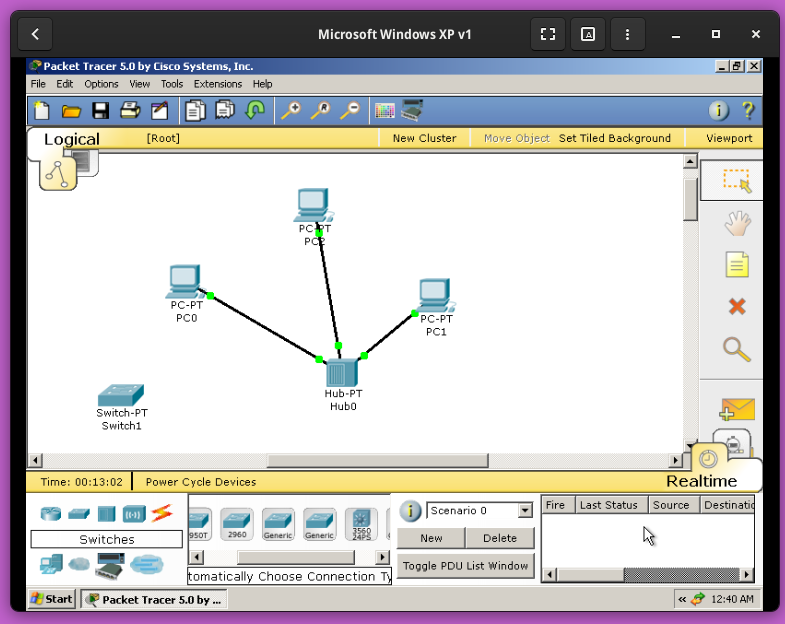 Microsoft Windows XP v1
Packet Tracer 5.0 by Cisco Systems, Inc.
File Edit Options View Tools Extensions Help
Logical [Root] New Cluster Move Object Set Tiled Background Viewport
PC-PT
PC2
PC-PT
PC0
PC-PT
PC1
Hub-PT
Hub0
Switch-PT
Switch1
Time: 00:13:02 Power Cycle Devices Realtime
950T 2960 Generic Generic 3560 24PS
Switches
tomatically Choose Connection Ty
Scenario 0
New Delete
Toggle PDU List Window
Fire Last Status Source Destinatio
Start Packet Tracer 5.0 by ... « 12:40 AM